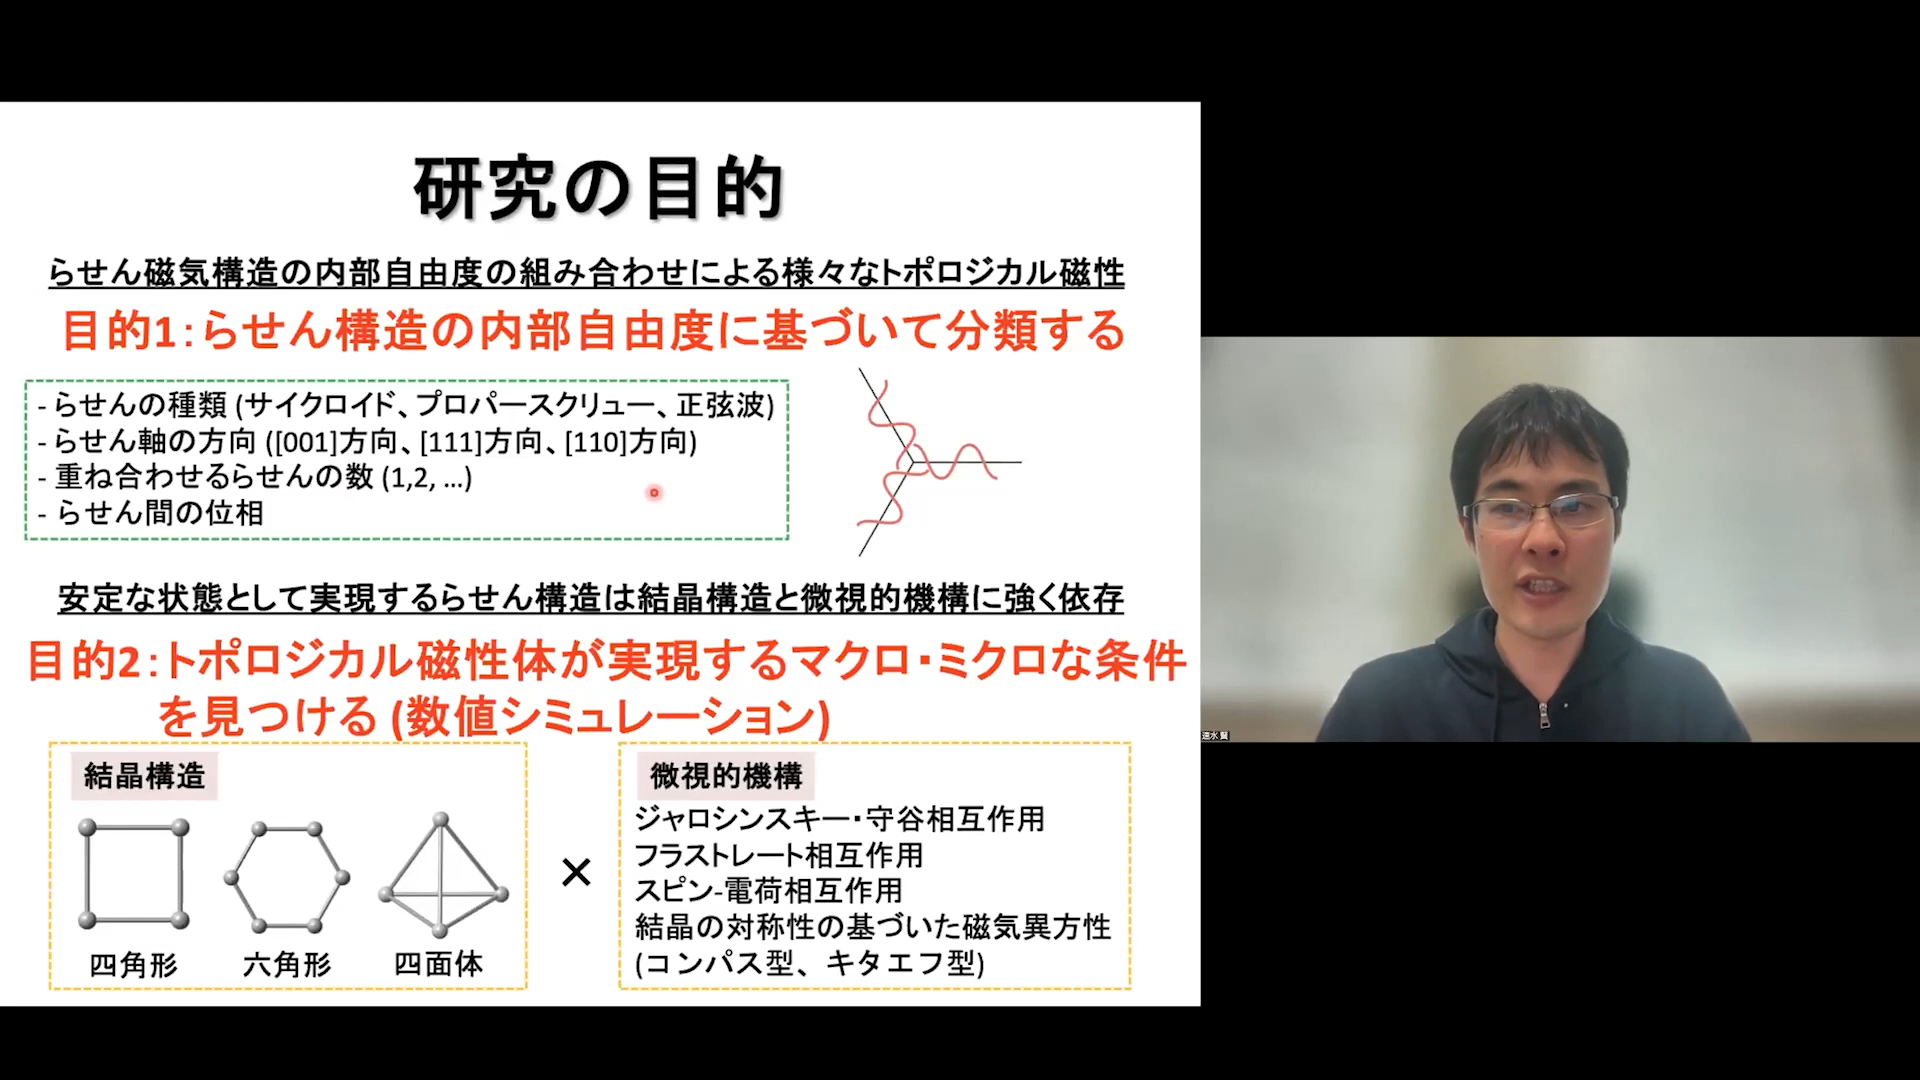 研究の目的
らせん磁気構造の内部自由度の組み合わせによる様々なトポロジカル磁性
目的1：らせん構造の内部自由度に基づいて分類する
- らせんの種類 (サイクロイド、プロパースクリュー、正弦波)
- らせん軸の方向 ([001]方向、[111]方向、[110]方向)
- 重ね合わせるらせんの数 (1,2, ...)
- らせん間の位相
安定な状態として実現するらせん構造は結晶構造と微視的機構に強く依存
目的2：トポロジカル磁性体が実現するマクロ・ミクロな条件
を見つける (数値シミュレーション)
結晶構造
四角形
六角形
四面体
×
微視的機構
ジャロシンスキー・守谷相互作用
フラストレート相互作用
スピン-電荷相互作用
結晶の対称性の基づいた磁気異方性
(コンパス型、キタエフ型)
速水 賢